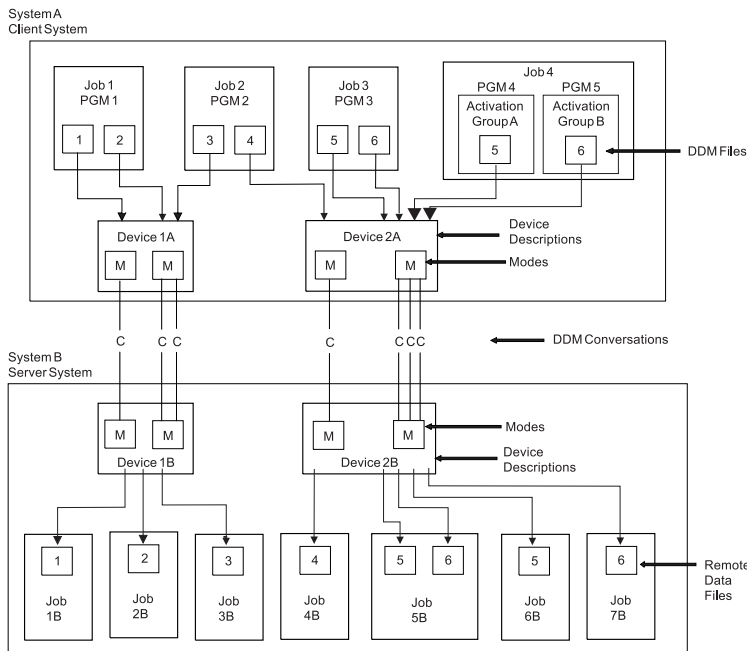 System A
Client System
Job 1
PGM 1
Job 2
PGM 2
Job 3
PGM 3
Job 4
PGM 4
PGM 5
Activation
Group A
Activation
Group B
1
2
3
4
5
6
5
6
DDM Files
Device 1A
Device 2A
Device
Descriptions
M
M
M
M
Modes
C
C
C
C
C
C
C
C
DDM Conversations
System B
Server System
M
M
M
M
Modes
Device 1B
Device 2B
Device
Descriptions
1
2
3
4
5
6
5
6
Remote
Data
Files
Job
1B
Job
2B
Job
3B
Job
4B
Job
5B
Job
6B
Job
7B